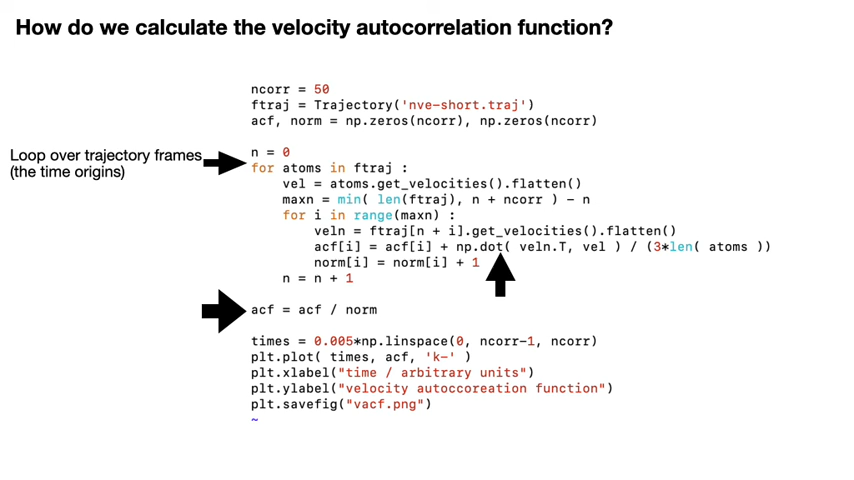 How do we calculate the velocity autocorrelation function?
ncorr = 50
ftraj = Trajectory('nve-short.traj')
acf, norm = np.zeros(ncorr), np.zeros(ncorr)
n = 0
Loop over trajectory frames
(the time origins)
for atoms in ftraj :
vel = atoms.get_velocities().flatten()
maxn = min( len(ftraj), n + ncorr ) - n
for i in range(maxn) :
veln = ftraj[n + i].get_velocities().flatten()
acf[i] = acf[i] + np.dot( veln.T, vel ) / (3*len( atoms ))
norm[i] = norm[i] + 1
n = n + 1
acf = acf / norm
times = 0.005*np.linspace(0, ncorr-1, ncorr)
plt.plot( times, acf, 'k-' )
plt.xlabel("time / arbitrary units")
plt.ylabel("velocity autoccoreation function")
plt.savefig("vacf.png")
~